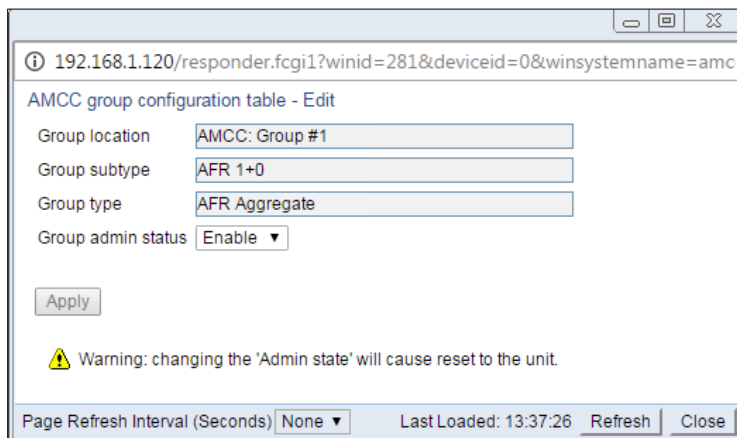 192.168.1.120/responder.fcgi1?winid=281&deviceid=0&winsystemname=amc
AMCC group configuration table - Edit
Group location AMCC: Group #1
Group subtype AFR 1+0
Group type AFR Aggregate
Group admin status Enable
Apply
Warning: changing the 'Admin state' will cause reset to the unit.
Page Refresh Interval (Seconds) None Last Loaded: 13:37:26 Refresh Close